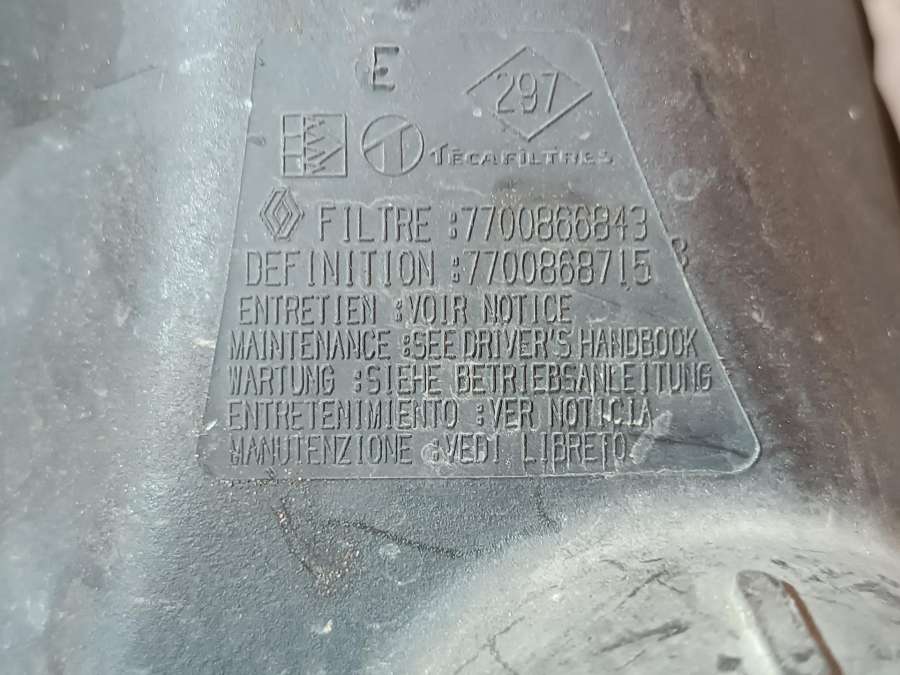 E
297
TECAFILTRES
FILTRE :7700866843
DEFINITION :7700868715
ENTRETIEN :VOIR NOTICE
MAINTENANCE :SEE DRIVER'S HANDBOOK
WARTUNG :SIEHE BETRIEBSANLEITUNG
ENTRETENIMIENTO :VER NOTICIA
MANUTENZIONE :VEDI LIBRETO